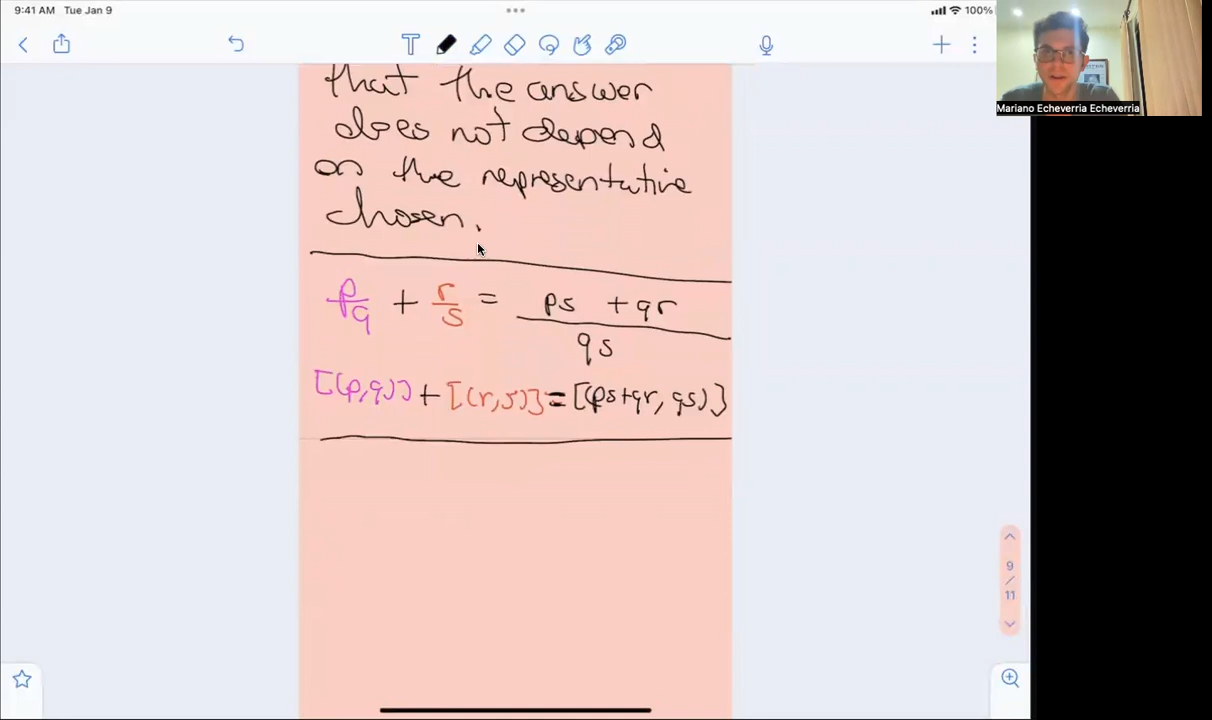 9:41 AM Tue Jan 9
100%
Mariano Echeverria Echeverria
that the answer
does not depend
on the representative
chosen.
p/q + r/s = ps + qr / qs
[(p,q)] + [(r,s)] = [(ps+qr, qs)]
9
/
11